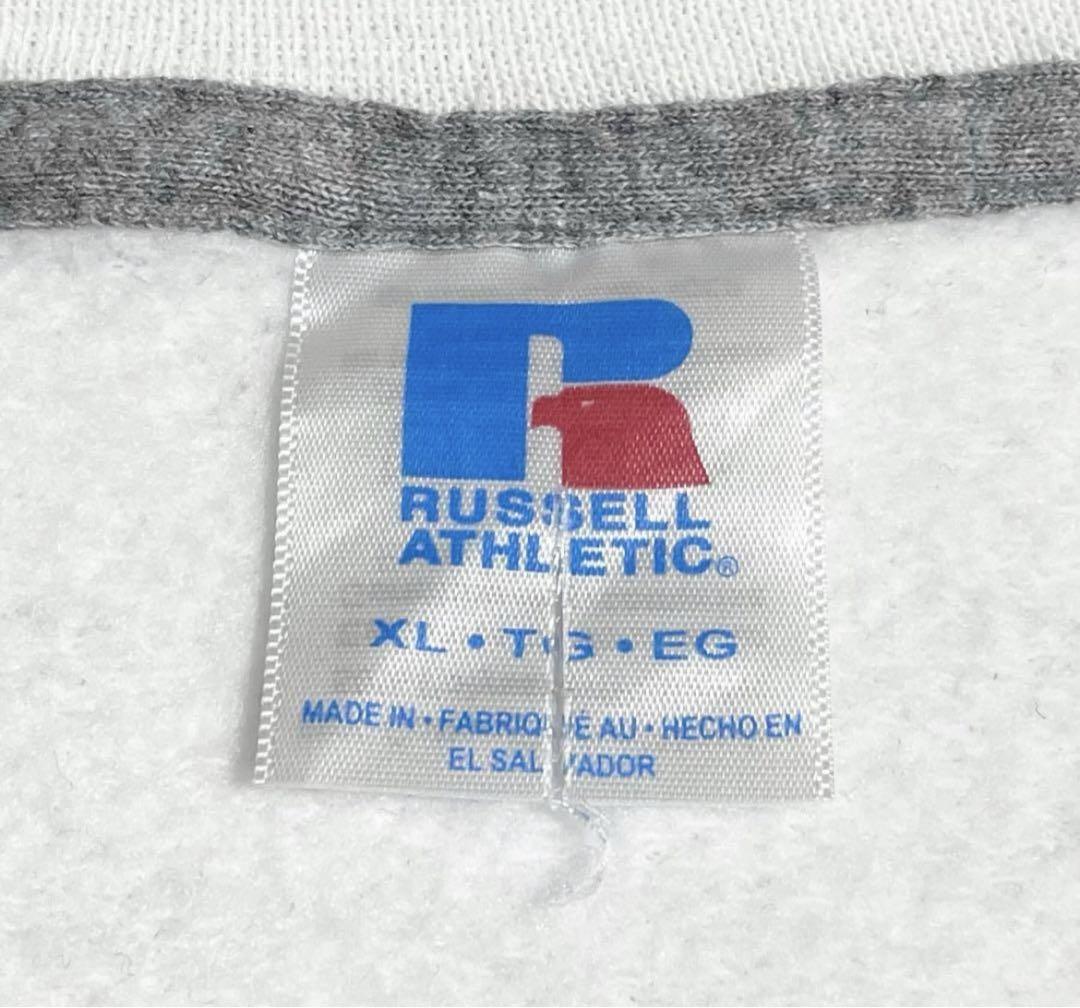 RUSSELL
ATHLETIC®
XL • TG • EG
MADE IN • FABRIQUÉ AU • HECHO EN
EL SALVADOR